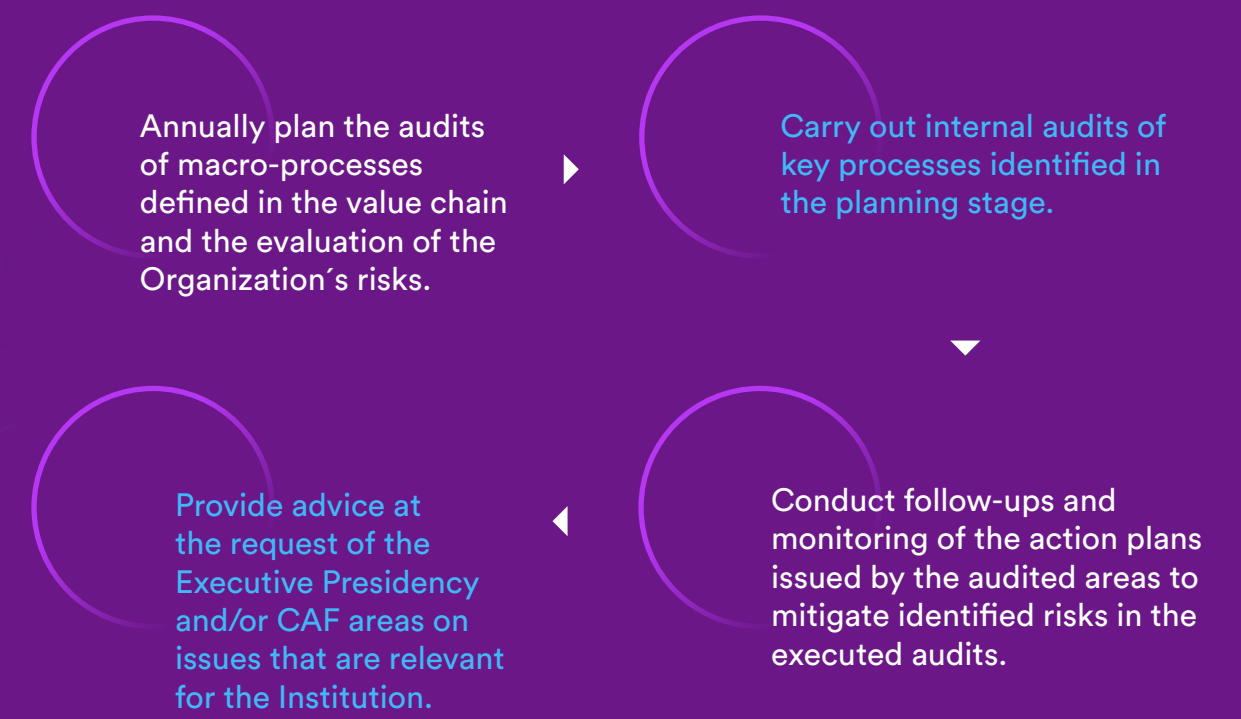 Annually plan the audits
of macro-processes
defined in the value chain
and the evaluation of the
Organization´s risks.
Carry out internal audits of
key processes identified in
the planning stage.
Conduct follow-ups and
monitoring of the action plans
issued by the audited areas to
mitigate identified risks in the
executed audits.
Provide advice at
the request of the
Executive Presidency
and/or CAF areas on
issues that are relevant
for the Institution.